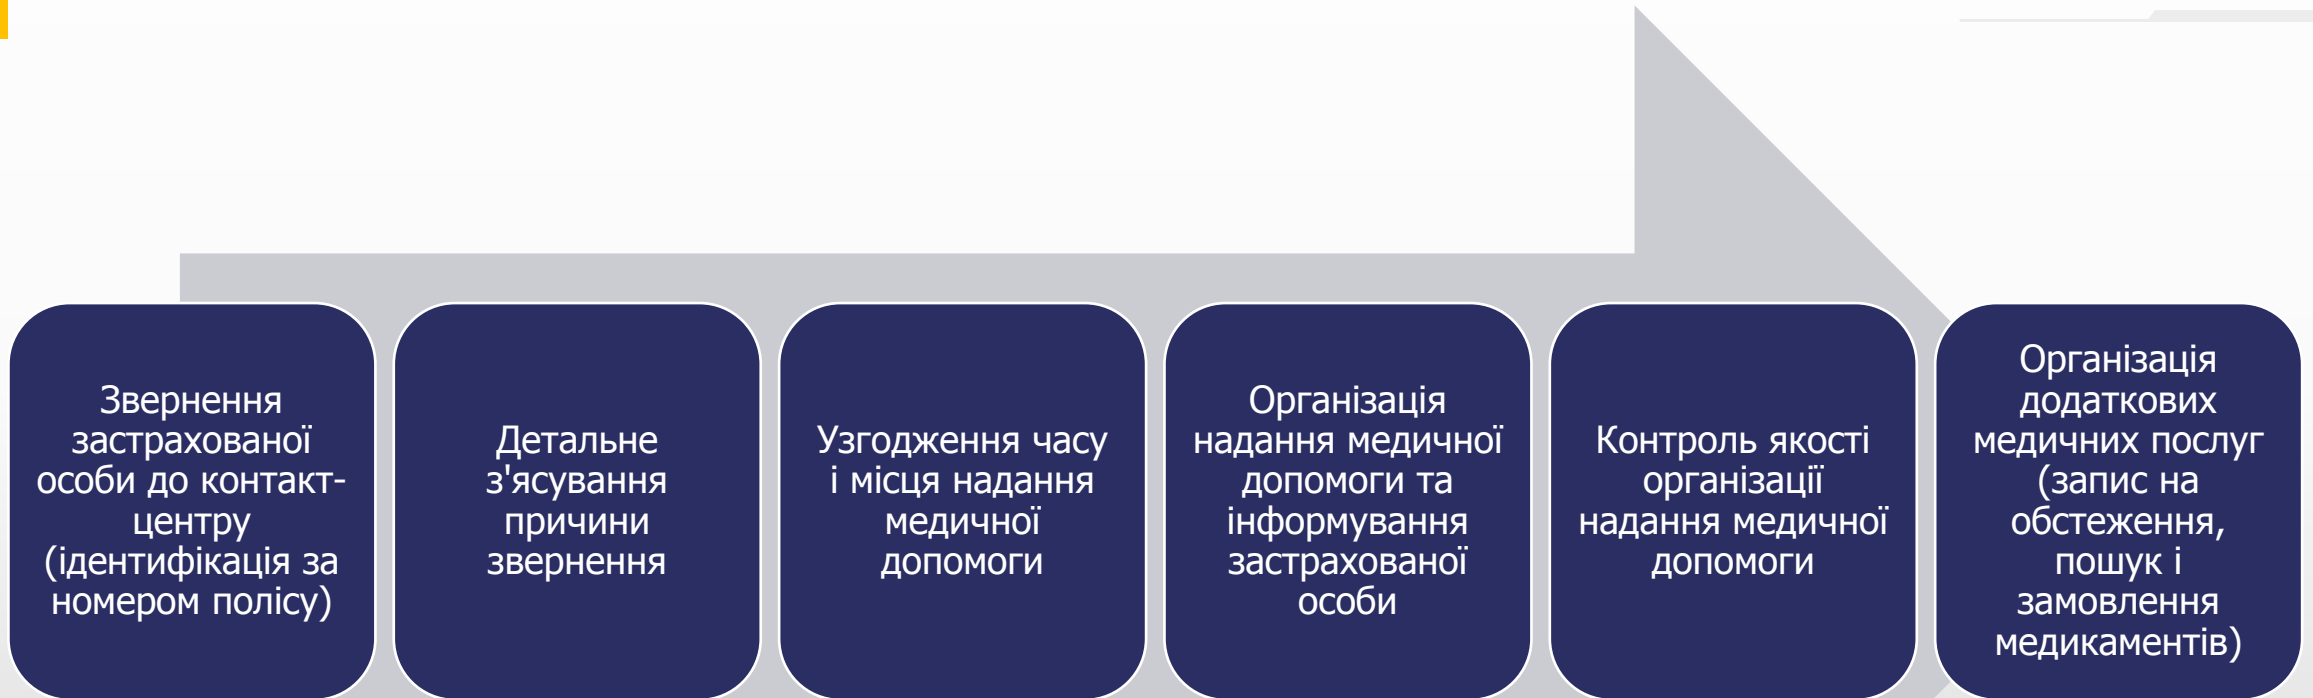 Звернення
застрахованої
особи до контакт-
центру
(ідентифікація за
номером полісу)
Детальне
з'ясування
причини
звернення
Узгодження часу
і місця надання
медичної
допомоги
Організація
надання медичної
допомоги та
інформування
застрахованої
особи
Контроль якості
організації
надання медичної
допомоги
Організація
додаткових
медичних послуг
(запис на
обстеження,
пошук і
замовлення
медикаментів)